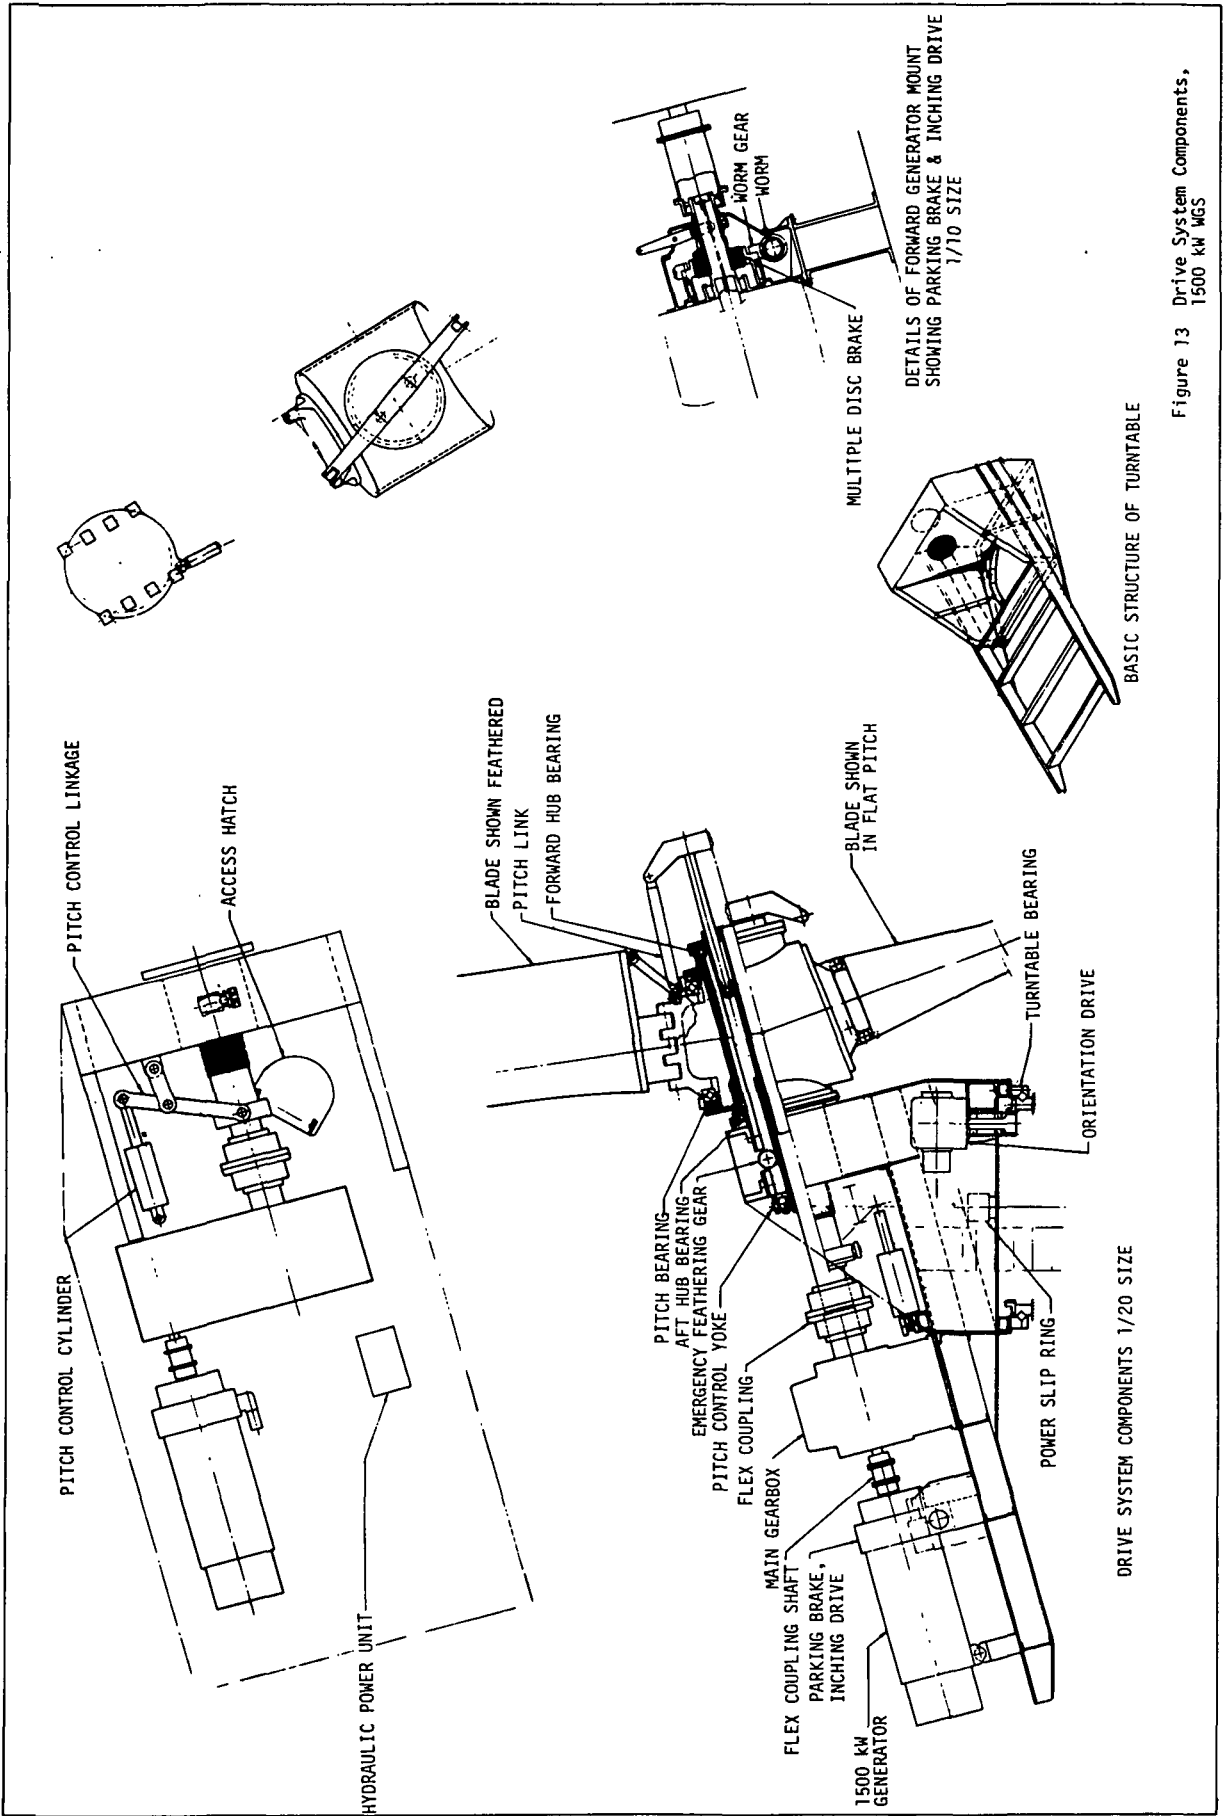 PITCH CONTROL CYLINDER
PITCH CONTROL LINKAGE
ACCESS HATCH
HYDRAULIC POWER UNIT
BLADE SHOWN FEATHERED
PITCH LINK
FORWARD HUB BEARING
PITCH BEARING
AFT HUB BEARING
EMERGENCY FEATHERING GEAR
PITCH CONTROL YOKE
FLEX COUPLING
MAIN GEARBOX
FLEX COUPLING SHAFT
PARKING BRAKE,
INCHING DRIVE
1500 kW
GENERATOR
BLADE SHOWN
IN FLAT PITCH
TURNTABLE BEARING
ORIENTATION DRIVE
POWER SLIP RING
DRIVE SYSTEM COMPONENTS 1/20 SIZE
WORM GEAR
WORM
MULTIPLE DISC BRAKE
DETAILS OF FORWARD GENERATOR MOUNT
SHOWING PARKING BRAKE & INCHING DRIVE
1/10 SIZE
BASIC STRUCTURE OF TURNTABLE
Figure 13 Drive System Components,
1500 kW WGS